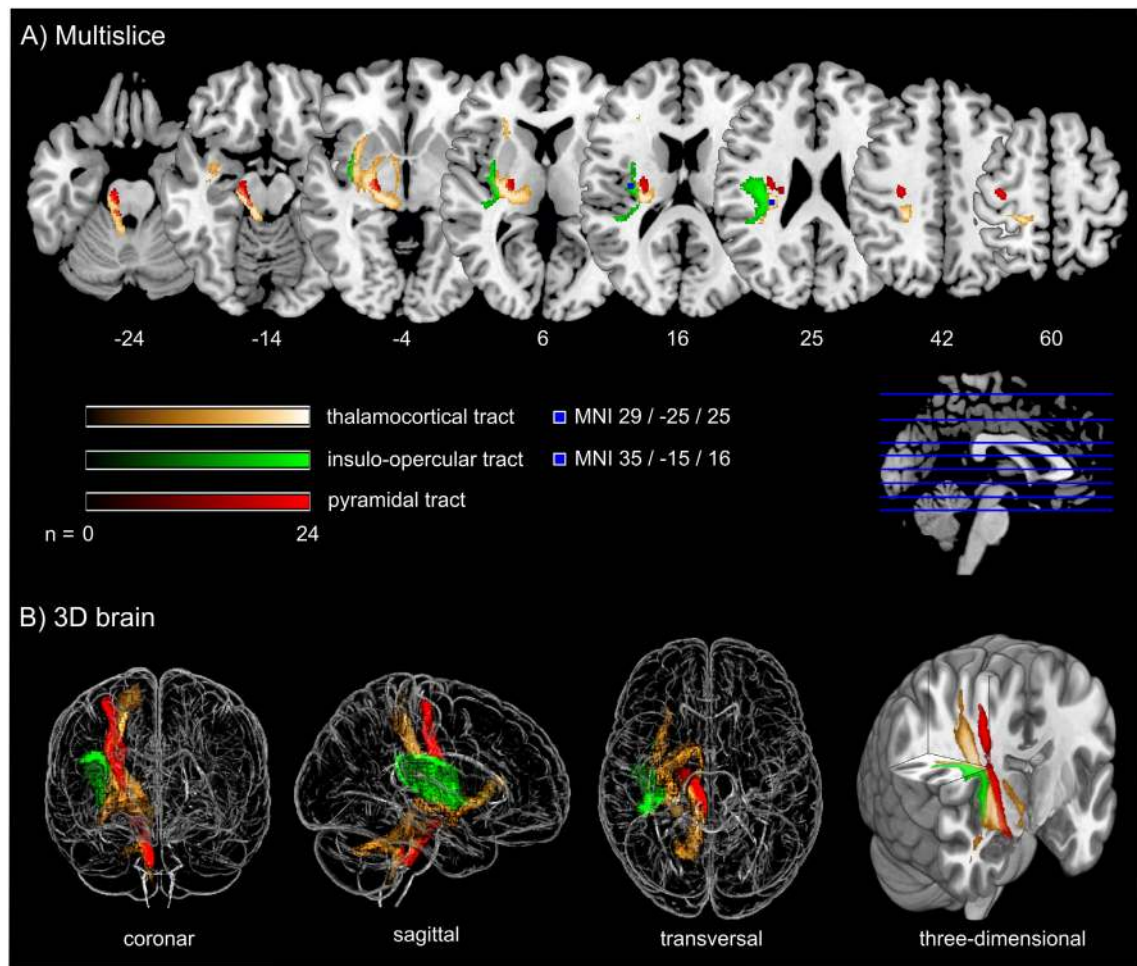 A) Multislice
-24 -14 -4 6 16 25 42 60
thalamocortical tract
MNI 29 / -25 / 25
insulo-opercular tract
MNI 35 / -15 / 16
pyramidal tract
n = 0 24
B) 3D brain
coronar sagittal transversal three-dimensional